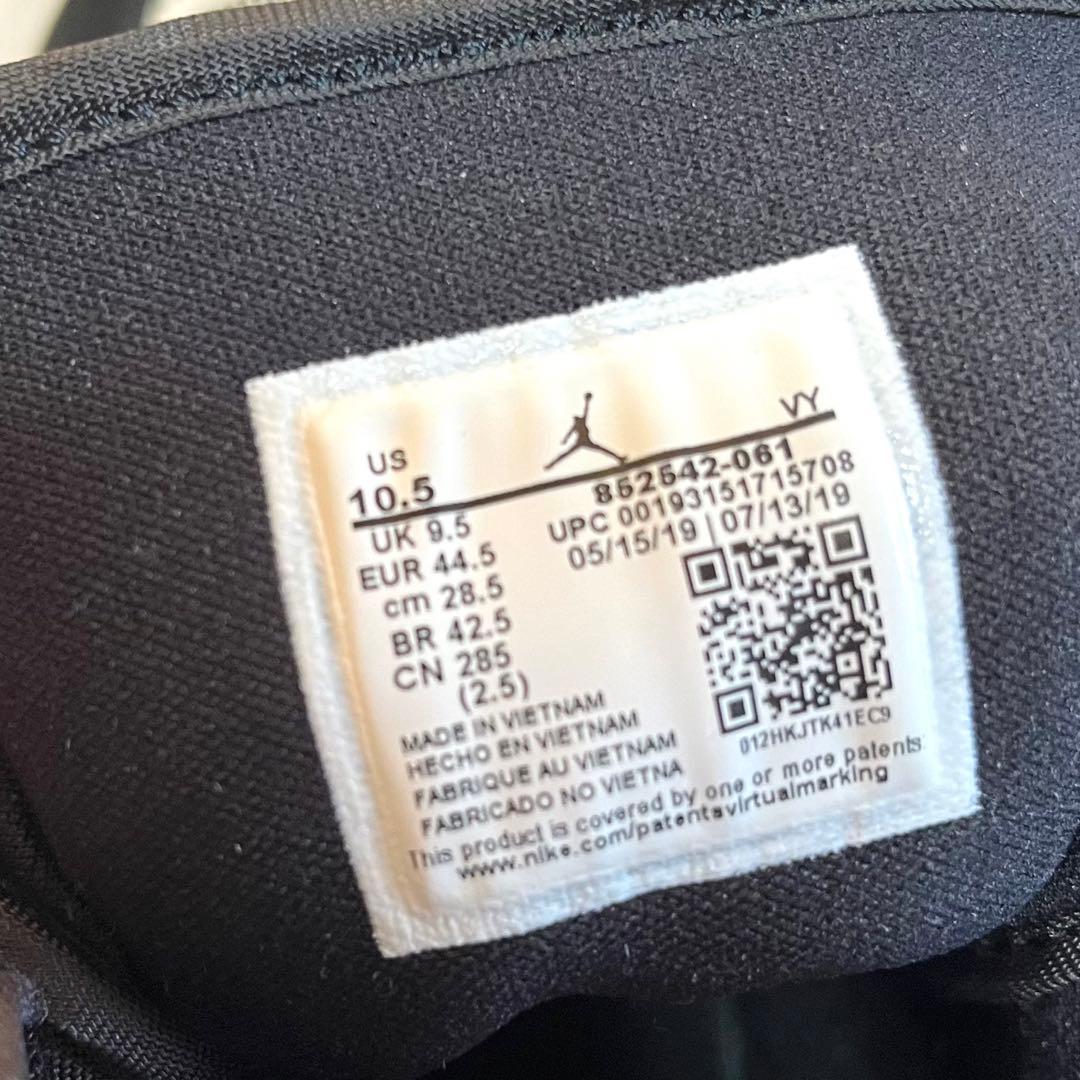 US
10.5
VY
UK 9.5
EUR 44.5
cm 28.5
BR 42.5
CN 285
(2.5)
852542-061
UPC 00193151715708
05/15/19 | 07/13/19
012HKJTK41EC9
MADE IN VIETNAM
HECHO EN VIETNAM
FABRIQUE AU VIETNAM
FABRICADO NO VIETNA
This product is covered by one or more patents:
www.nike.com/patentsvirtualmarking